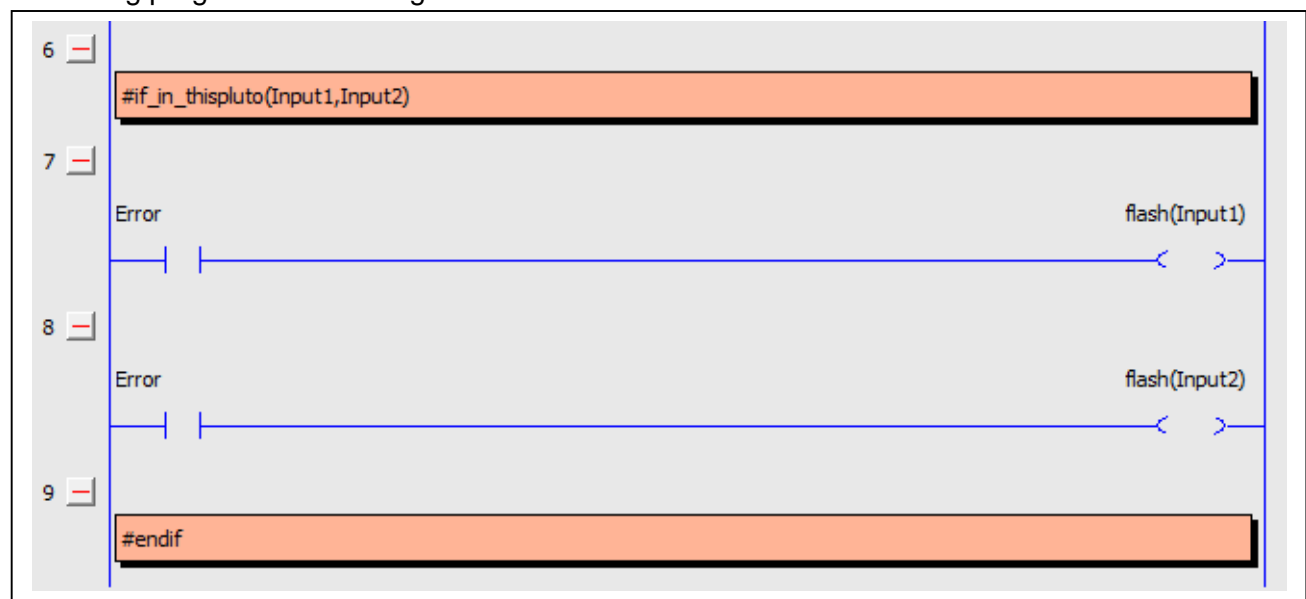 6
#if_in_thispluto(Input1,Input2)
7
Error flash(Input1)
8
Error flash(Input2)
9
#endif